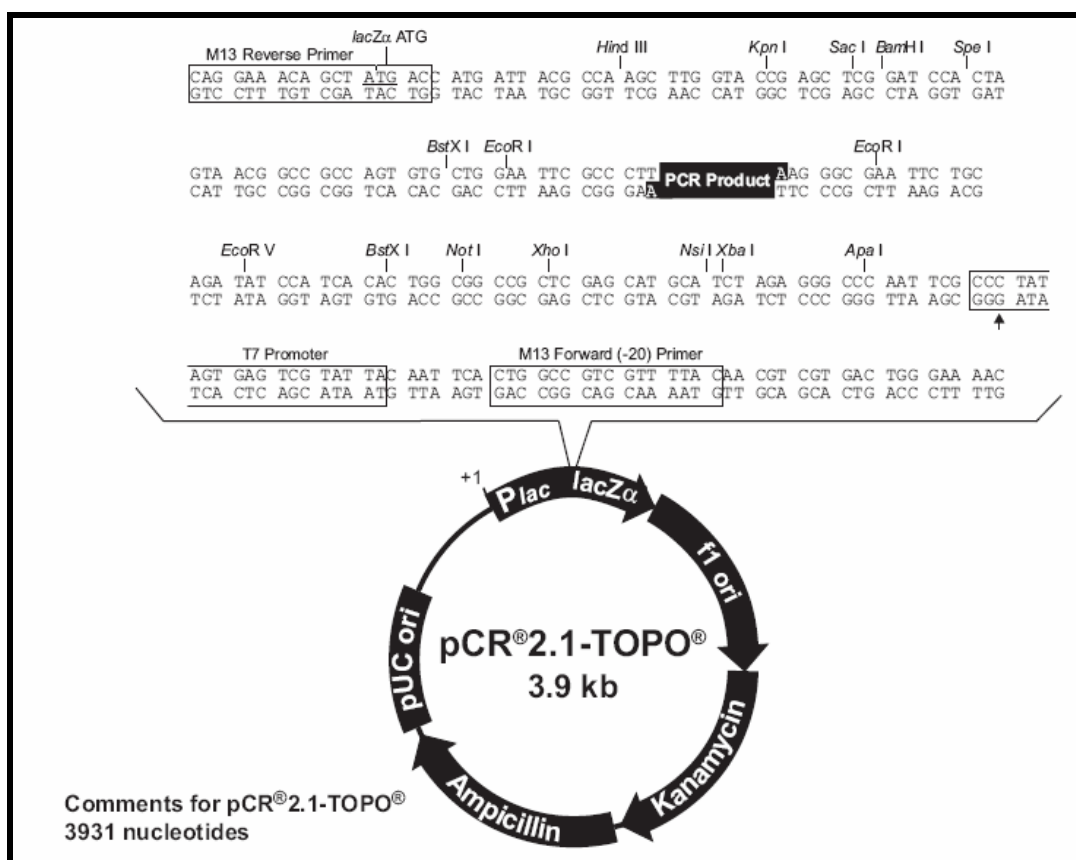 lacZα ATG
M13 Reverse Primer
Hind III Kpn I Sac I BamH I Spe I
CAG GAA ACA GCT ATG ACC ATG ATT ACG CCA AGC TTG GTA CCG AGC TCG GAT CCA CTA
GTC CTT TGT CGA TAC TGG TAC TAA TGC GGT TCG AAC CAT GGC TCG AGC CTA GGT GAT
BstX I EcoR I EcoR I
GTA ACG GCC GCC AGT GTG CTG GAA TTC GCC CTT PCR Product AAG GGC GAA TTC TGC
CAT TGC CGG CGG TCA CAC GAC CTT AAG CGG GAA TTC CCG CTT AAG ACG
EcoR V BstX I Not I Xho I Nsi I Xba I Apa I
AGA TAT CCA TCA CAC TGG CGG CCG CTC GAG CAT GCA TCT AGA GGG CCC AAT TCG CCC TAT
TCT ATA GGT AGT GTG ACC GCC GGC GAG CTC GTA CGT AGA TCT CCC GGG TTA AGC GGG ATA
T7 Promoter M13 Forward (-20) Primer
AGT GAG TCG TAT TAC AAT TCA CTG GCC GTC GTT TTA CAA CGT CGT GAC TGG GAA AAC
TCA CTC AGC ATA ATG TTA AGT GAC CGG CAG CAA AAT GTT GCA GCA CTG ACC CTT TTG
+1
Plac
lacZα
f1 ori
Kanamycin
Ampicillin
pUC ori
pCR®2.1-TOPO®
3.9 kb
Comments for pCR®2.1-TOPO®
3931 nucleotides